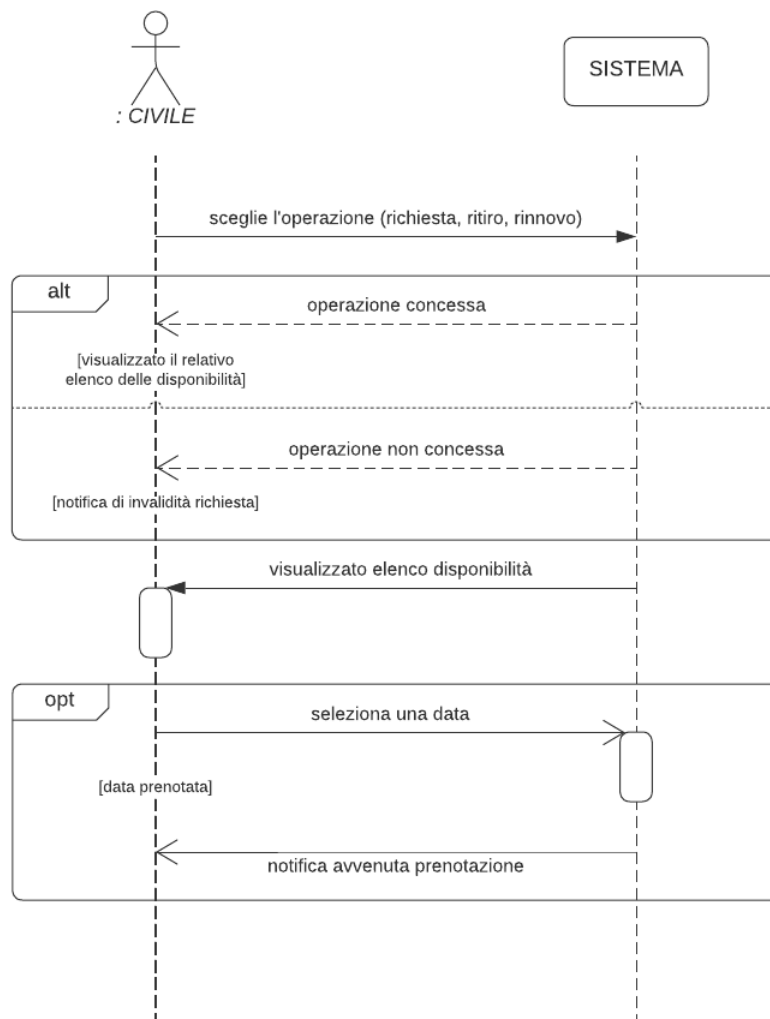 : CIVILE
SISTEMA
sceglie l'operazione (richiesta, ritiro, rinnovo)
alt
operazione concessa
[visualizzato il relativo
elenco delle disponibilità]
operazione non concessa
[notifica di invalidità richiesta]
visualizzato elenco disponibilità
opt
seleziona una data
[data prenotata]
notifica avvenuta prenotazione